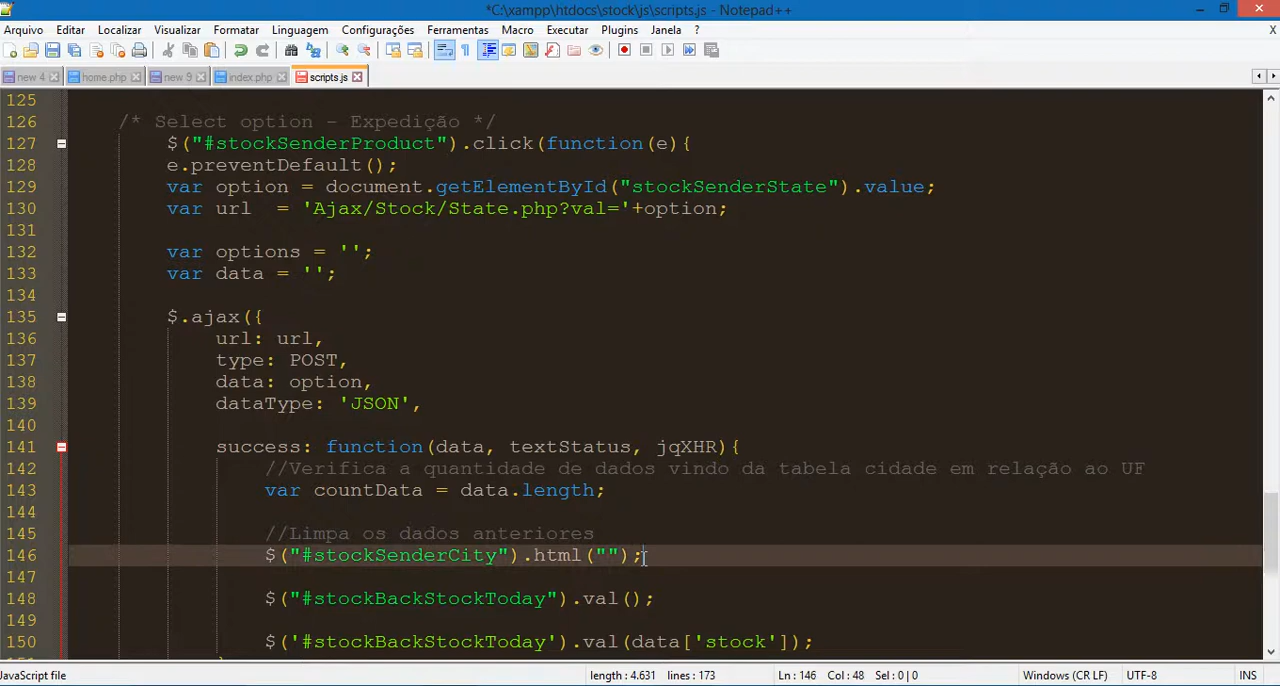 *C:\xampp\htdocs\stock\js\scripts.js - Notepad++
Arquivo Editar Localizar Visualizar Formatar Linguagem Configurações Ferramentas Macro Executar Plugins Janela ? X
new 4 home.php new 9 index.php scripts.js
125
126 /* Select option - Expedição */
127 $("#stockSenderProduct").click(function(e){
128 e.preventDefault();
129 var option = document.getElementById("stockSenderState").value;
130 var url  = 'Ajax/Stock/State.php?val='+option;
131
132 var options = '';
133 var data = '';
134
135 $.ajax({
136 url: url,
137 type: POST,
138 data: option,
139 dataType: 'JSON',
140
141 success: function(data, textStatus, jqXHR){
142 //Verifica a quantidade de dados vindo da tabela cidade em relação ao UF
143 var countData = data.length;
144
145 //Limpa os dados anteriores
146 $("#stockSenderCity").html("");
147
148 $("#stockBackStockToday").val();
149
150 $('#stockBackStockToday').val(data['stock']);
JavaScript file length : 4.631 lines : 173 Ln : 146 Col : 48 Sel : 0 | 0 Windows (CR LF) UTF-8 INS